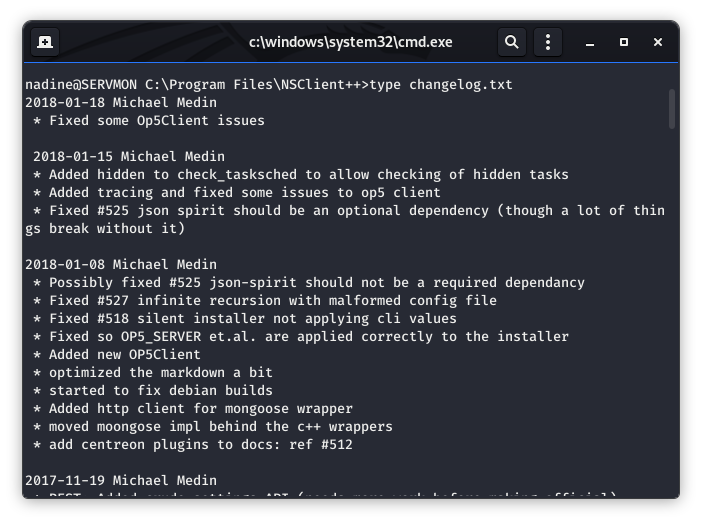 c:\windows\system32\cmd.exe
nadine@SERVMON C:\Program Files\NSClient++>type changelog.txt
2018-01-18 Michael Medin
* Fixed some Op5Client issues
2018-01-15 Michael Medin
* Added hidden to check_tasksched to allow checking of hidden tasks
* Added tracing and fixed some issues to op5 client
* Fixed #525 json spirit should be an optional dependency (though a lot of thin
gs break without it)
2018-01-08 Michael Medin
* Possibly fixed #525 json-spirit should not be a required dependancy
* Fixed #527 infinite recursion with malformed config file
* Fixed #518 silent installer not applying cli values
* Fixed so OP5_SERVER et.al. are applied correctly to the installer
* Added new OP5Client
* optimized the markdown a bit
* started to fix debian builds
* Added http client for mongoose wrapper
* moved moongose impl behind the c++ wrappers
* add centreon plugins to docs: ref #512
2017-11-19 Michael Medin